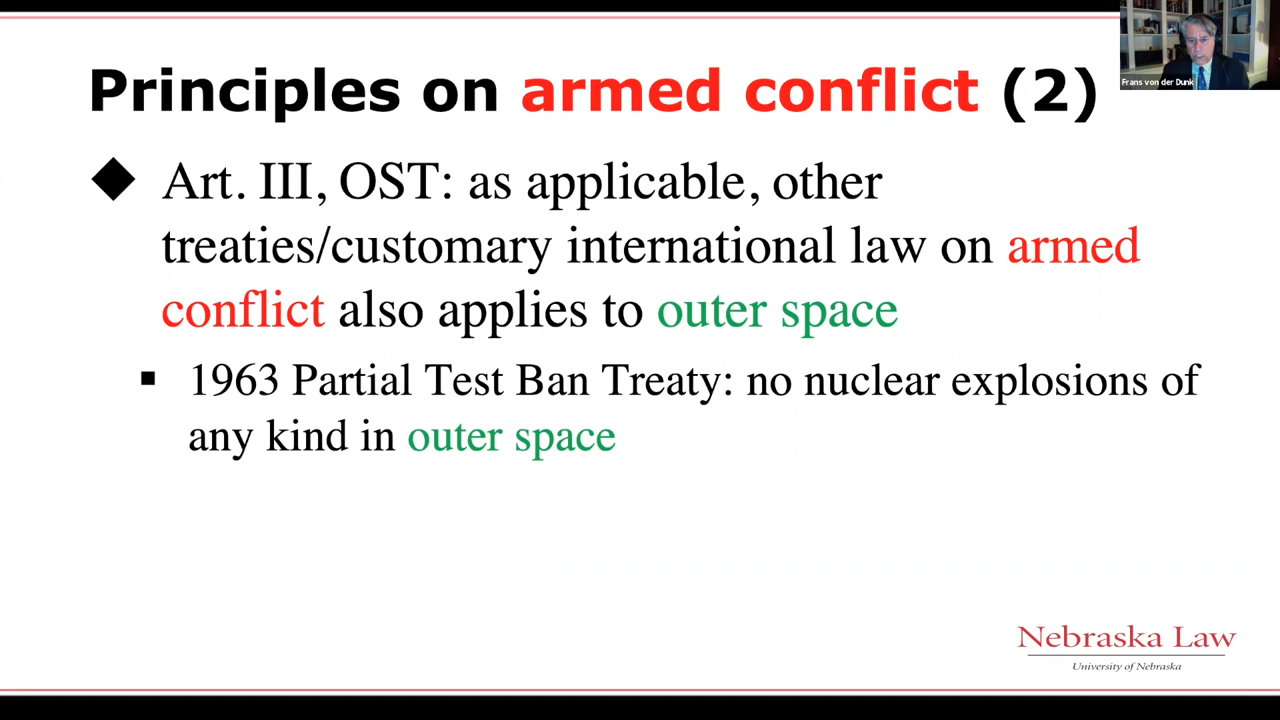 Principles on armed conflict (2)
Frans von der Dunk
◆ Art. III, OST: as applicable, other
treaties/customary international law on armed
conflict also applies to outer space
▪ 1963 Partial Test Ban Treaty: no nuclear explosions of
any kind in outer space
Nebraska Law
University of Nebraska